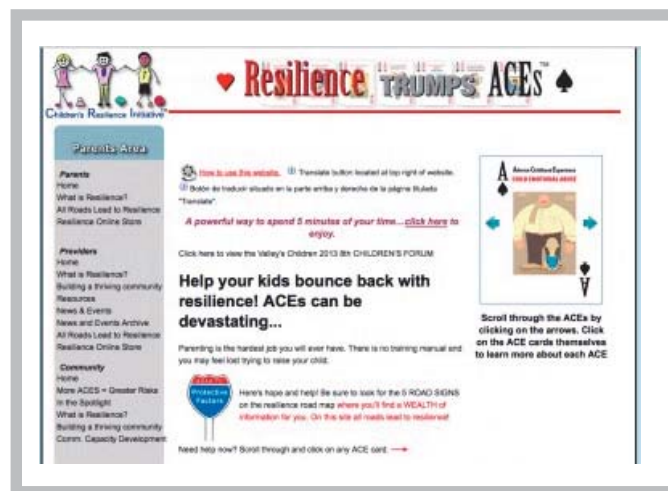 Resilience TRUMPS ACEs™
Children's Resilience Initiative™
Parents Area
Parents
Home
What is Resilience?
All Roads Lead to Resilience
Resilience Online Store
Providers
Home
What is Resilience?
Building a thriving community
Resources
News & Events
News and Events Archive
All Roads Lead to Resilience
Resilience Online Store
Community
Home
More ACES = Greater Risks
In the Spotlight
What is Resilience?
Building a thriving community
Comm. Capacity Development
How to use this website. Translate button located at top right of website.
Botón de traducir situado en la parte arriba y derecha de la página titulada
"Translate".
A powerful way to spend 5 minutes of your time...click here to
enjoy.
Click here to view the Valley's Children 2013 8th CHILDREN'S FORUM
Help your kids bounce back with
resilience! ACEs can be
devastating...
Parenting is the hardest job you will ever have. There is no training manual and
you may feel lost trying to raise your child.
Protective
Factors
Here's hope and help! Be sure to look for the 5 ROAD SIGNS
on the resilience road map where you'll find a WEALTH of
information for you. On this site all roads lead to resilience!
Need help now? Scroll through and click on any ACE card.
A
Adverse Childhood Experience
CHILD EMOTIONAL ABUSE
A
Scroll through the ACEs by
clicking on the arrows. Click
on the ACE cards themselves
to learn more about each ACE